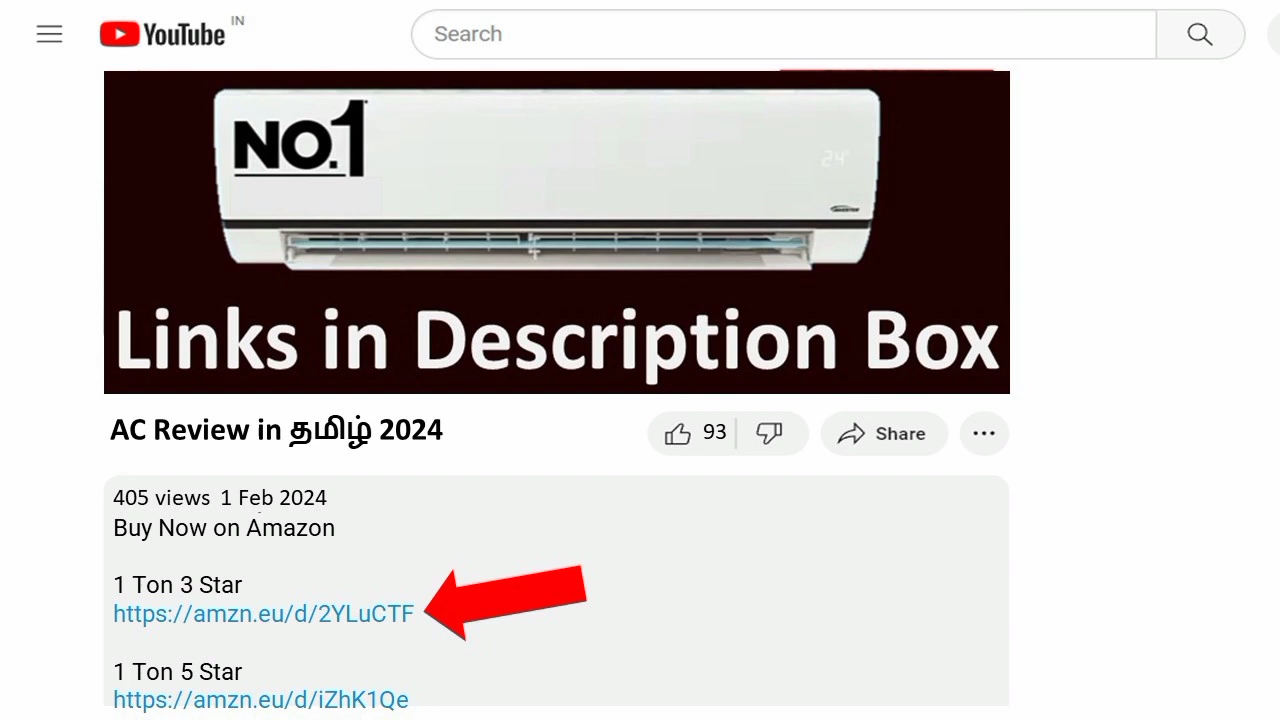 YouTube IN
Search
NO.1
24°
INVERTER
Links in Description Box
AC Review in தமிழ் 2024
93
Share
405 views 1 Feb 2024
Buy Now on Amazon
1 Ton 3 Star
https://amzn.eu/d/2YLuCTF
1 Ton 5 Star
https://amzn.eu/d/iZhK1Qe